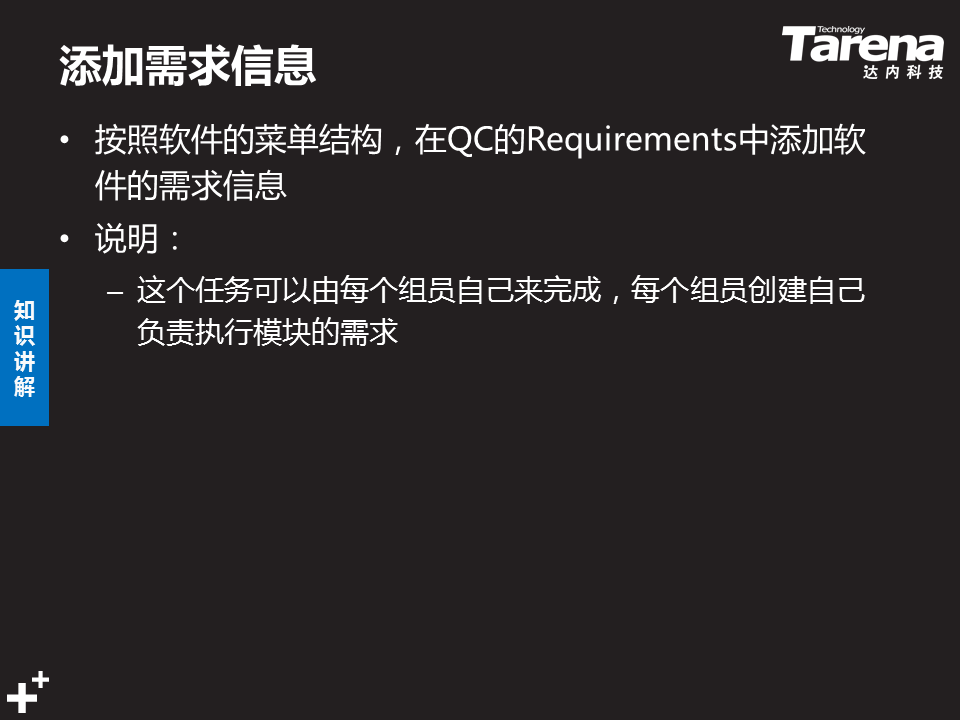 添加需求信息
Technology
Tarena
达内科技
• 按照软件的菜单结构，在QC的Requirements中添加软
件的需求信息
• 说明：
– 这个任务可以由每个组员自己来完成，每个组员创建自己
负责执行模块的需求
知
识
讲
解